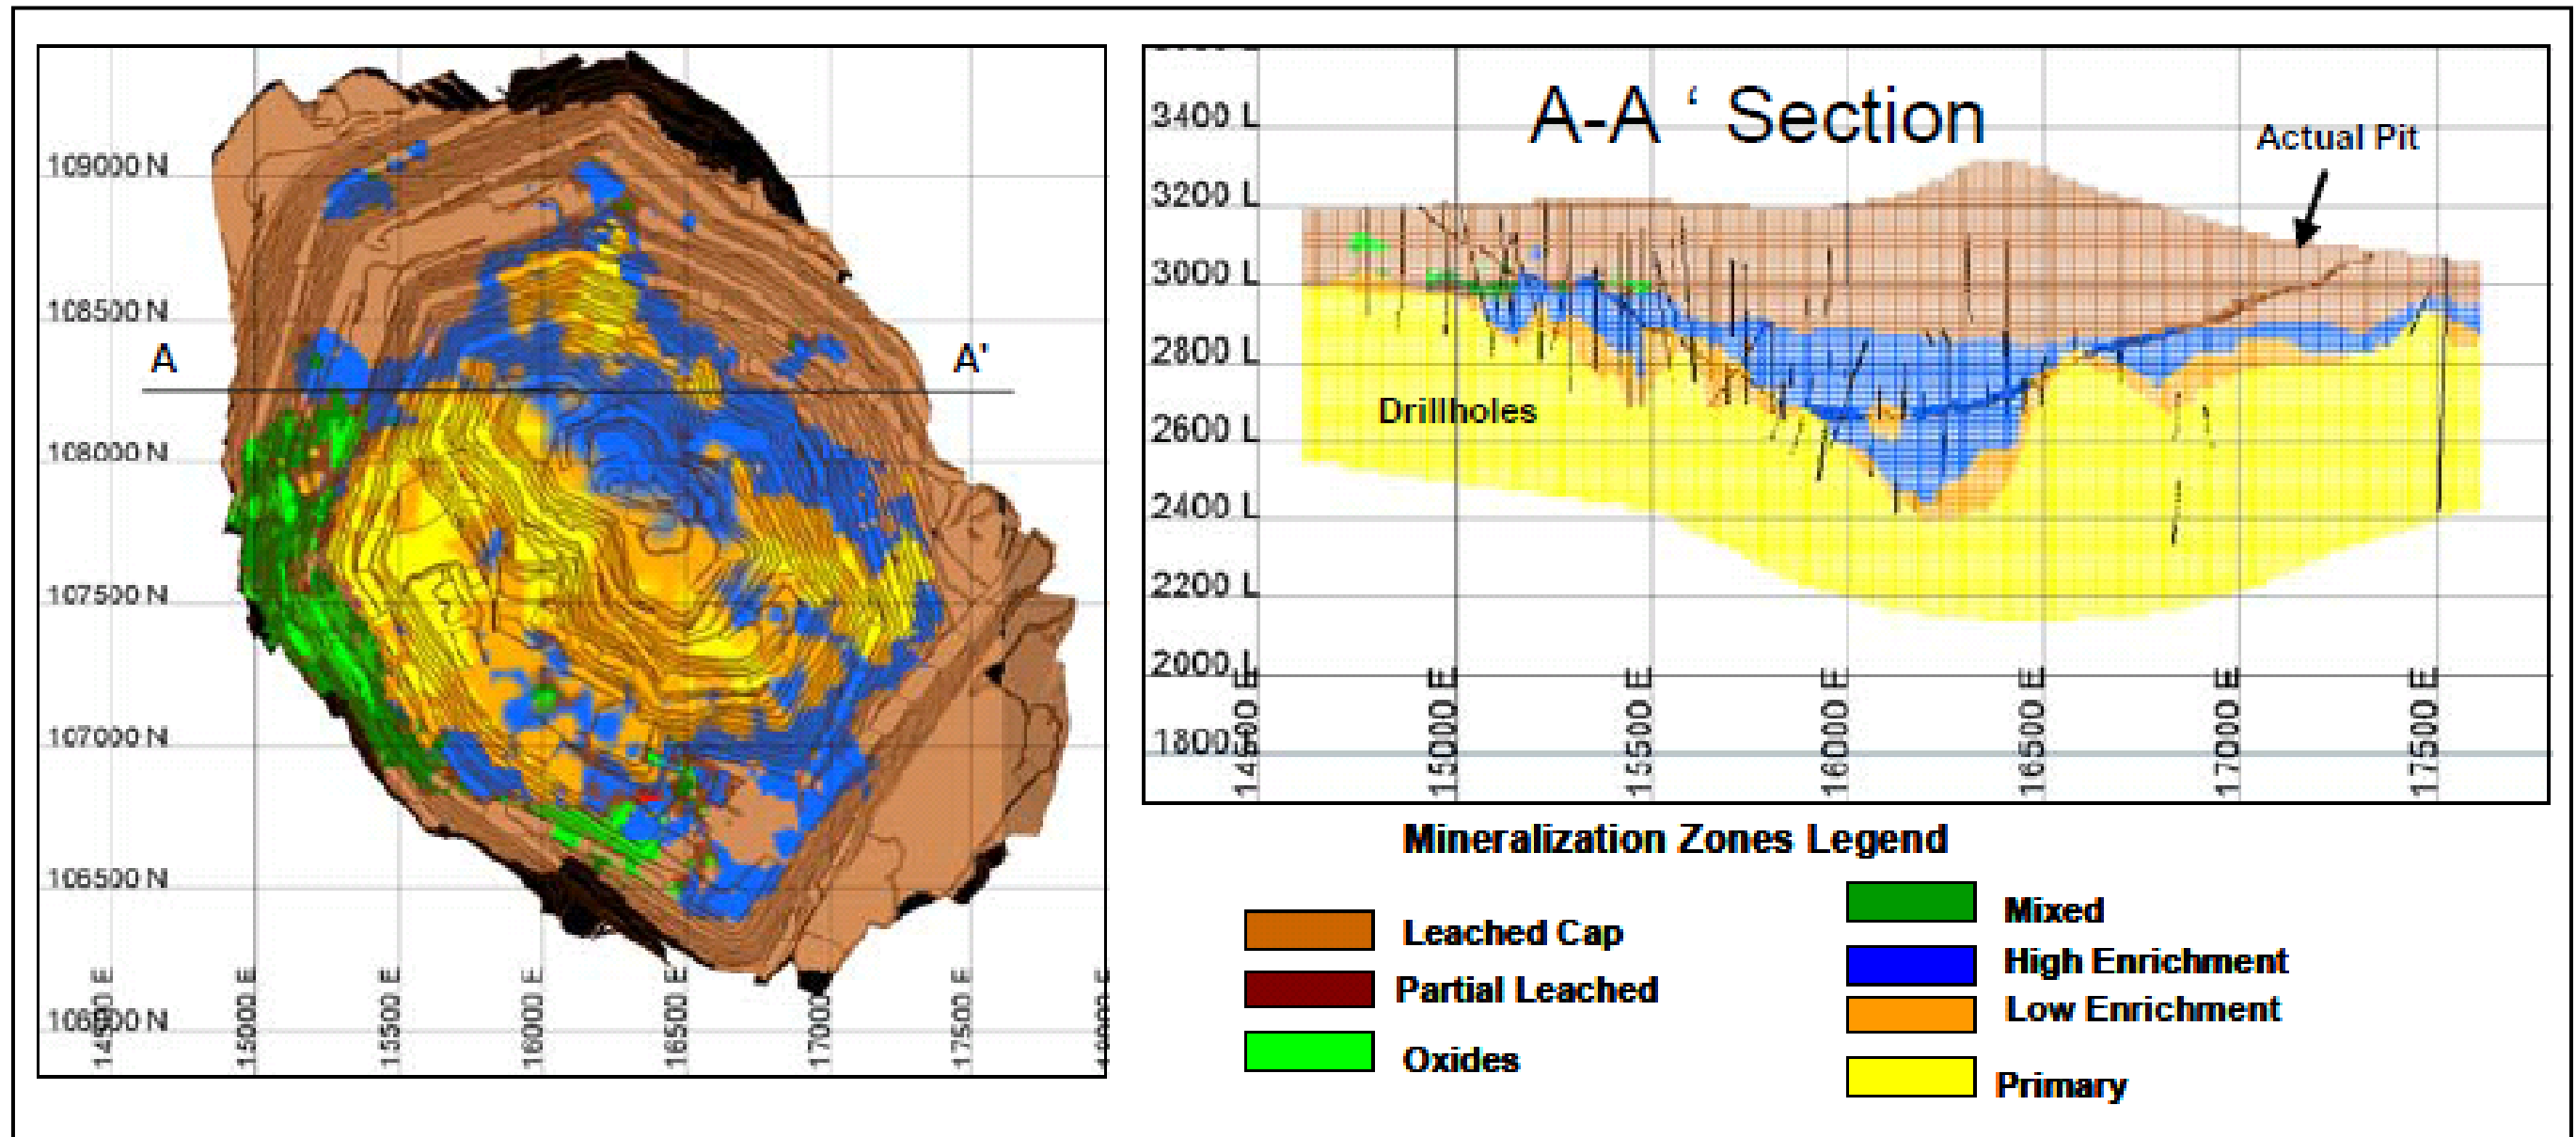 109000 N
108500 N
A A'
108000 N
107500 N
107000 N
106500 N
14500 E
15000 E
15500 E
16000 E
16500 E
17000 E
17500 E
A-A ‘ Section
Actual Pit
3400 L
3200 L
3000 L
2800 L
Drillholes
2600 L
2400 L
2200 L
2000 L
1800
15000 E
15500 E
16000 E
16500 E
17000 E
17500 E
Mineralization Zones Legend
Leached Cap
Partial Leached
Oxides
Mixed
High Enrichment
Low Enrichment
Primary